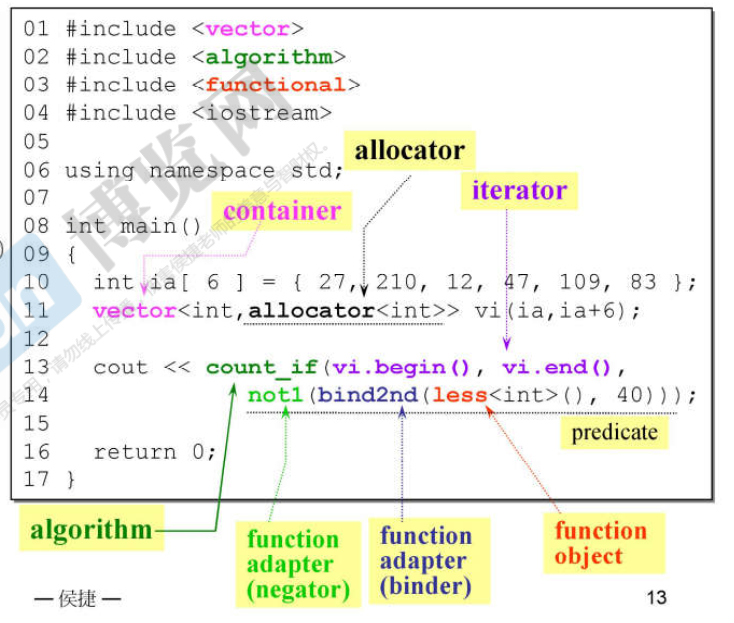 01 #include <vector>
02 #include <algorithm>
03 #include <functional>
04 #include <iostream>
05
allocator
06 using namespace std;
iterator
07
container
08 int main()
09 {
10 int ia[ 6 ] = { 27, 210, 12, 47, 109, 83 };
11 vector<int,allocator<int>> vi(ia,ia+6);
12
13 cout << count_if(vi.begin(), vi.end(),
14 not1(bind2nd(less<int>(), 40)));
15
predicate
16 return 0;
17 }
algorithm
function
adapter
(negator)
function
adapter
(binder)
function
object
— 侯捷 —
13
博览网